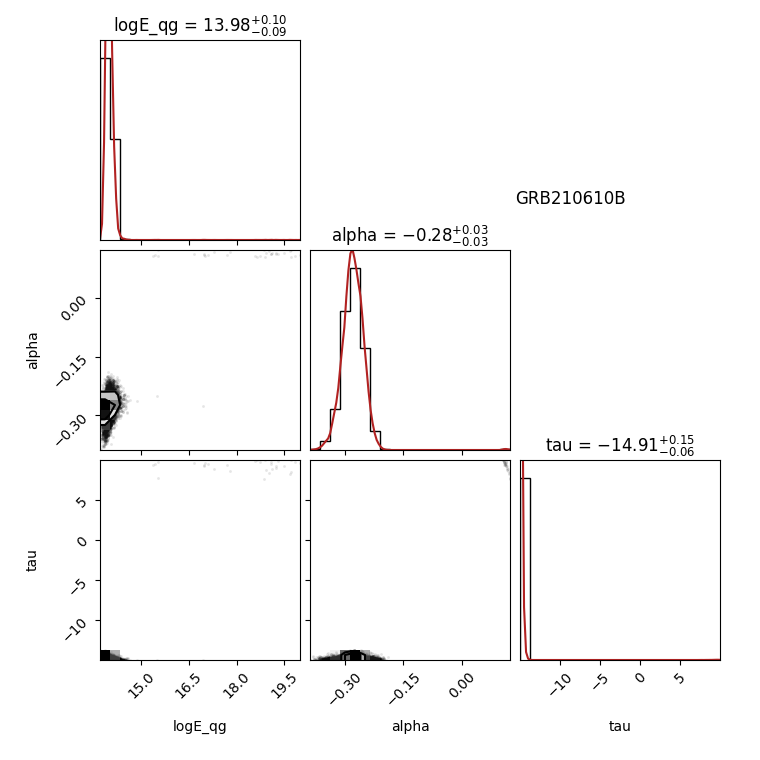 logE_qg = 13.98+0.10 −0.09
GRB210610B
alpha = −0.28+0.03 −0.03
0.00
−0.15
−0.30
alpha
tau = −14.91+0.15 −0.06
5
0
−5
−10
tau
15.0 16.5 18.0 19.5
−0.30 −0.15 0.00
−10 −5 0 5
logE_qg alpha tau